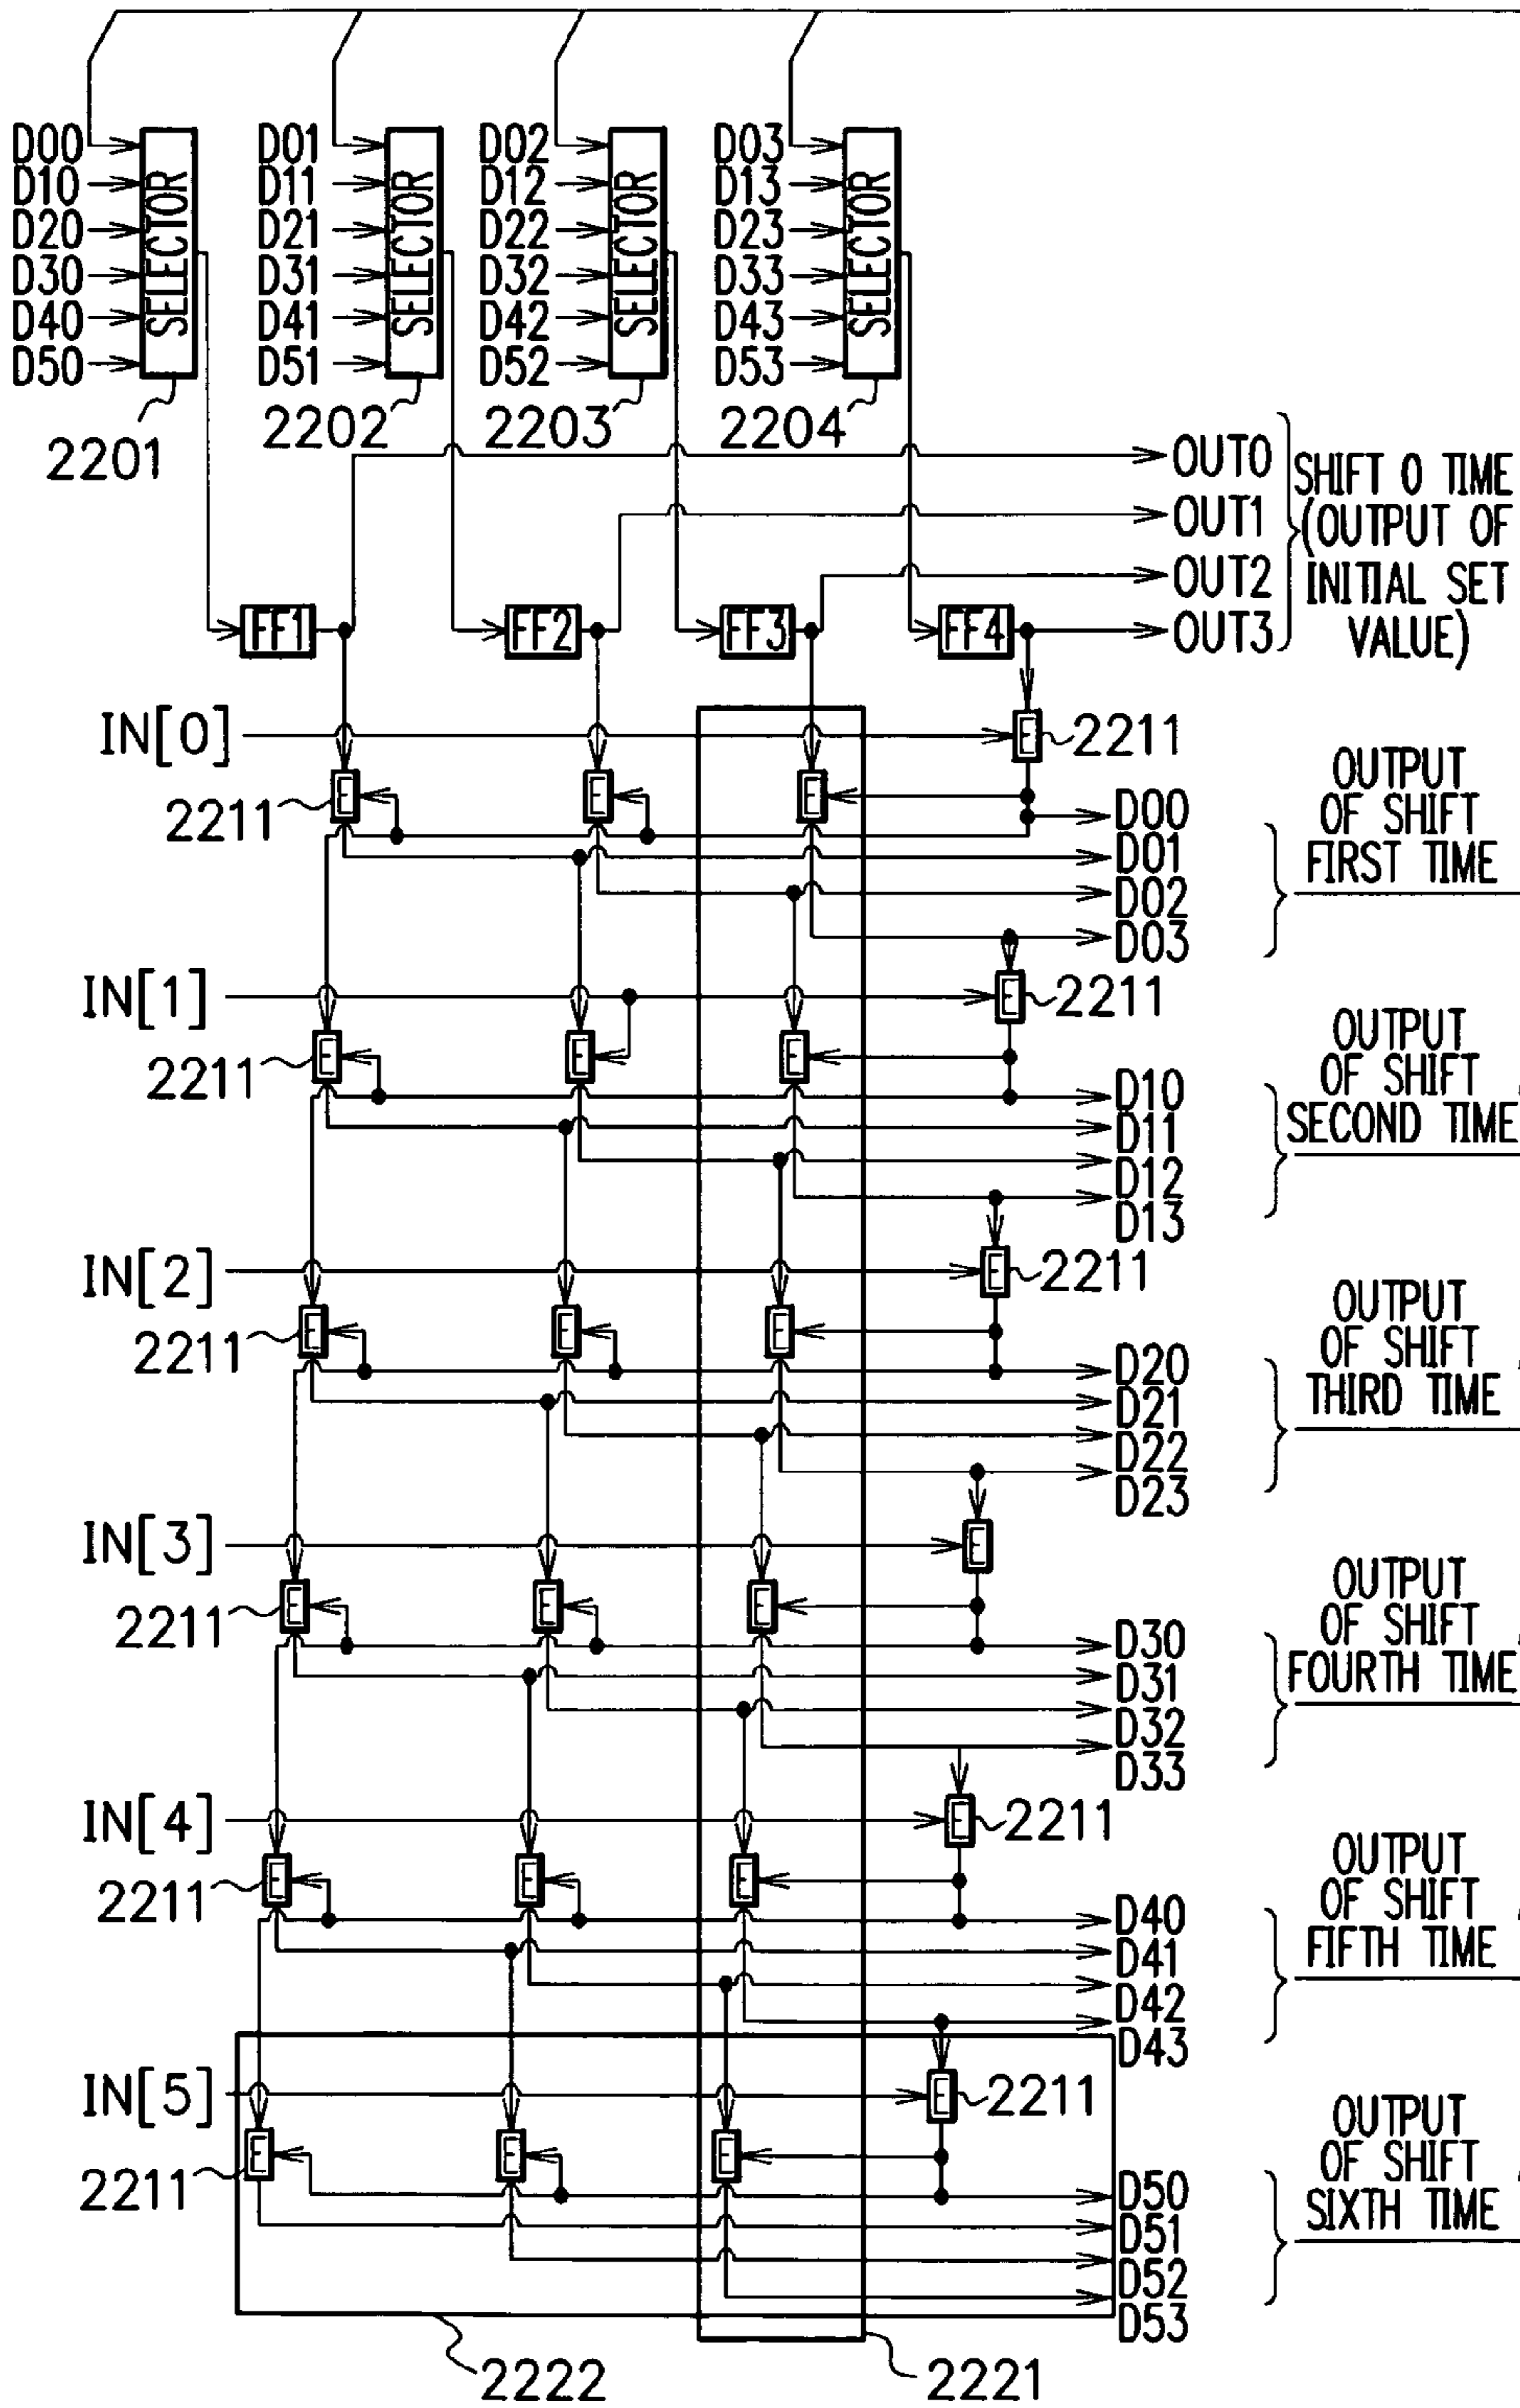 D00 D01 D02 D03
D10 D11 D12 D13
D20 D21 D22 D23
D30 D31 D32 D33
D40 D41 D42 D43
D50 D51 D52 D53
SELECTOR SELECTOR SELECTOR SELECTOR
2201 2202 2203 2204
OUT0
OUT1
OUT2
OUT3
SHIFT 0 TIME
(OUTPUT OF
INITIAL SET
VALUE)
FF1 FF2 FF3 FF4
IN[0] E 2211
2211 E E E
D00
D01
D02
D03
OUTPUT
OF SHIFT
FIRST TIME
IN[1] E 2211
2211 E E E
D10
D11
D12
D13
OUTPUT
OF SHIFT
SECOND TIME
IN[2] E 2211
2211 E E E
D20
D21
D22
D23
OUTPUT
OF SHIFT
THIRD TIME
IN[3] E
2211 E E E
D30
D31
D32
D33
OUTPUT
OF SHIFT
FOURTH TIME
IN[4] E 2211
2211 E E E
D40
D41
D42
D43
OUTPUT
OF SHIFT
FIFTH TIME
IN[5] E 2211
2211 E E E
D50
D51
D52
D53
OUTPUT
OF SHIFT
SIXTH TIME
2222 2221